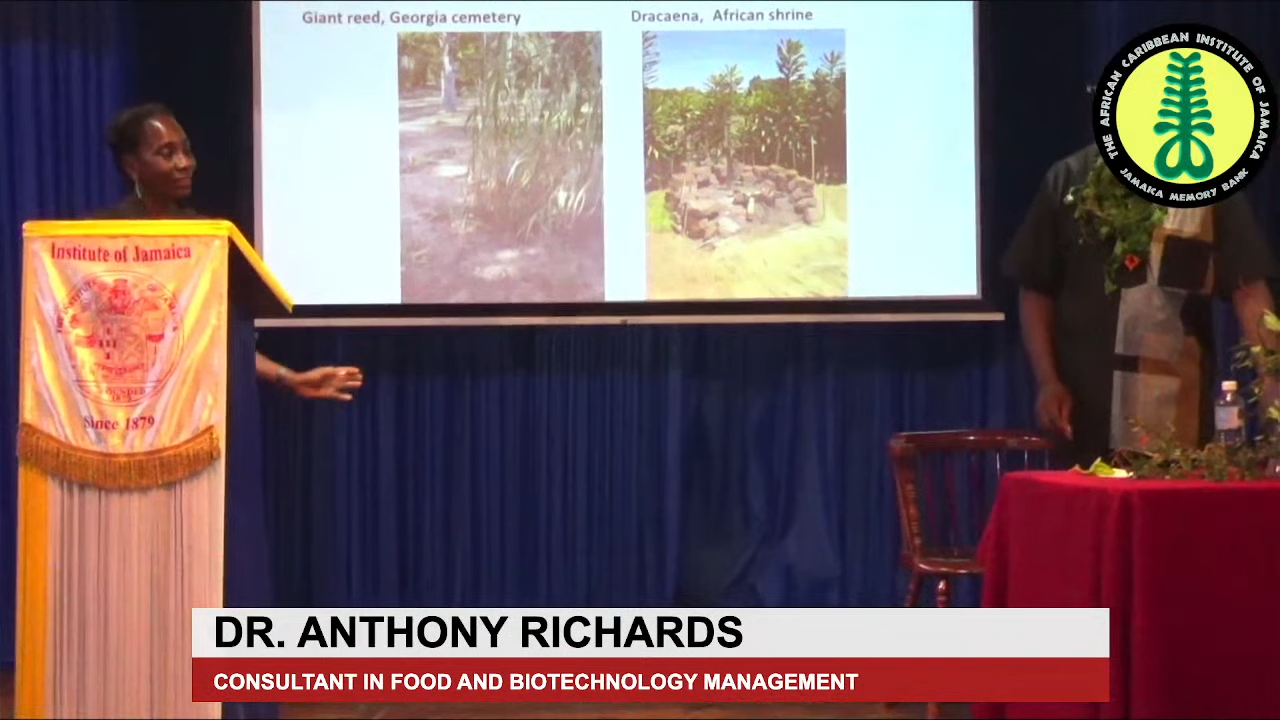 Giant reed, Georgia cemetery
Dracaena, African shrine
THE AFRICAN CARIBBEAN INSTITUTE OF JAMAICA
JAMAICA MEMORY BANK
Institute of Jamaica
Since 1879
DR. ANTHONY RICHARDS
CONSULTANT IN FOOD AND BIOTECHNOLOGY MANAGEMENT